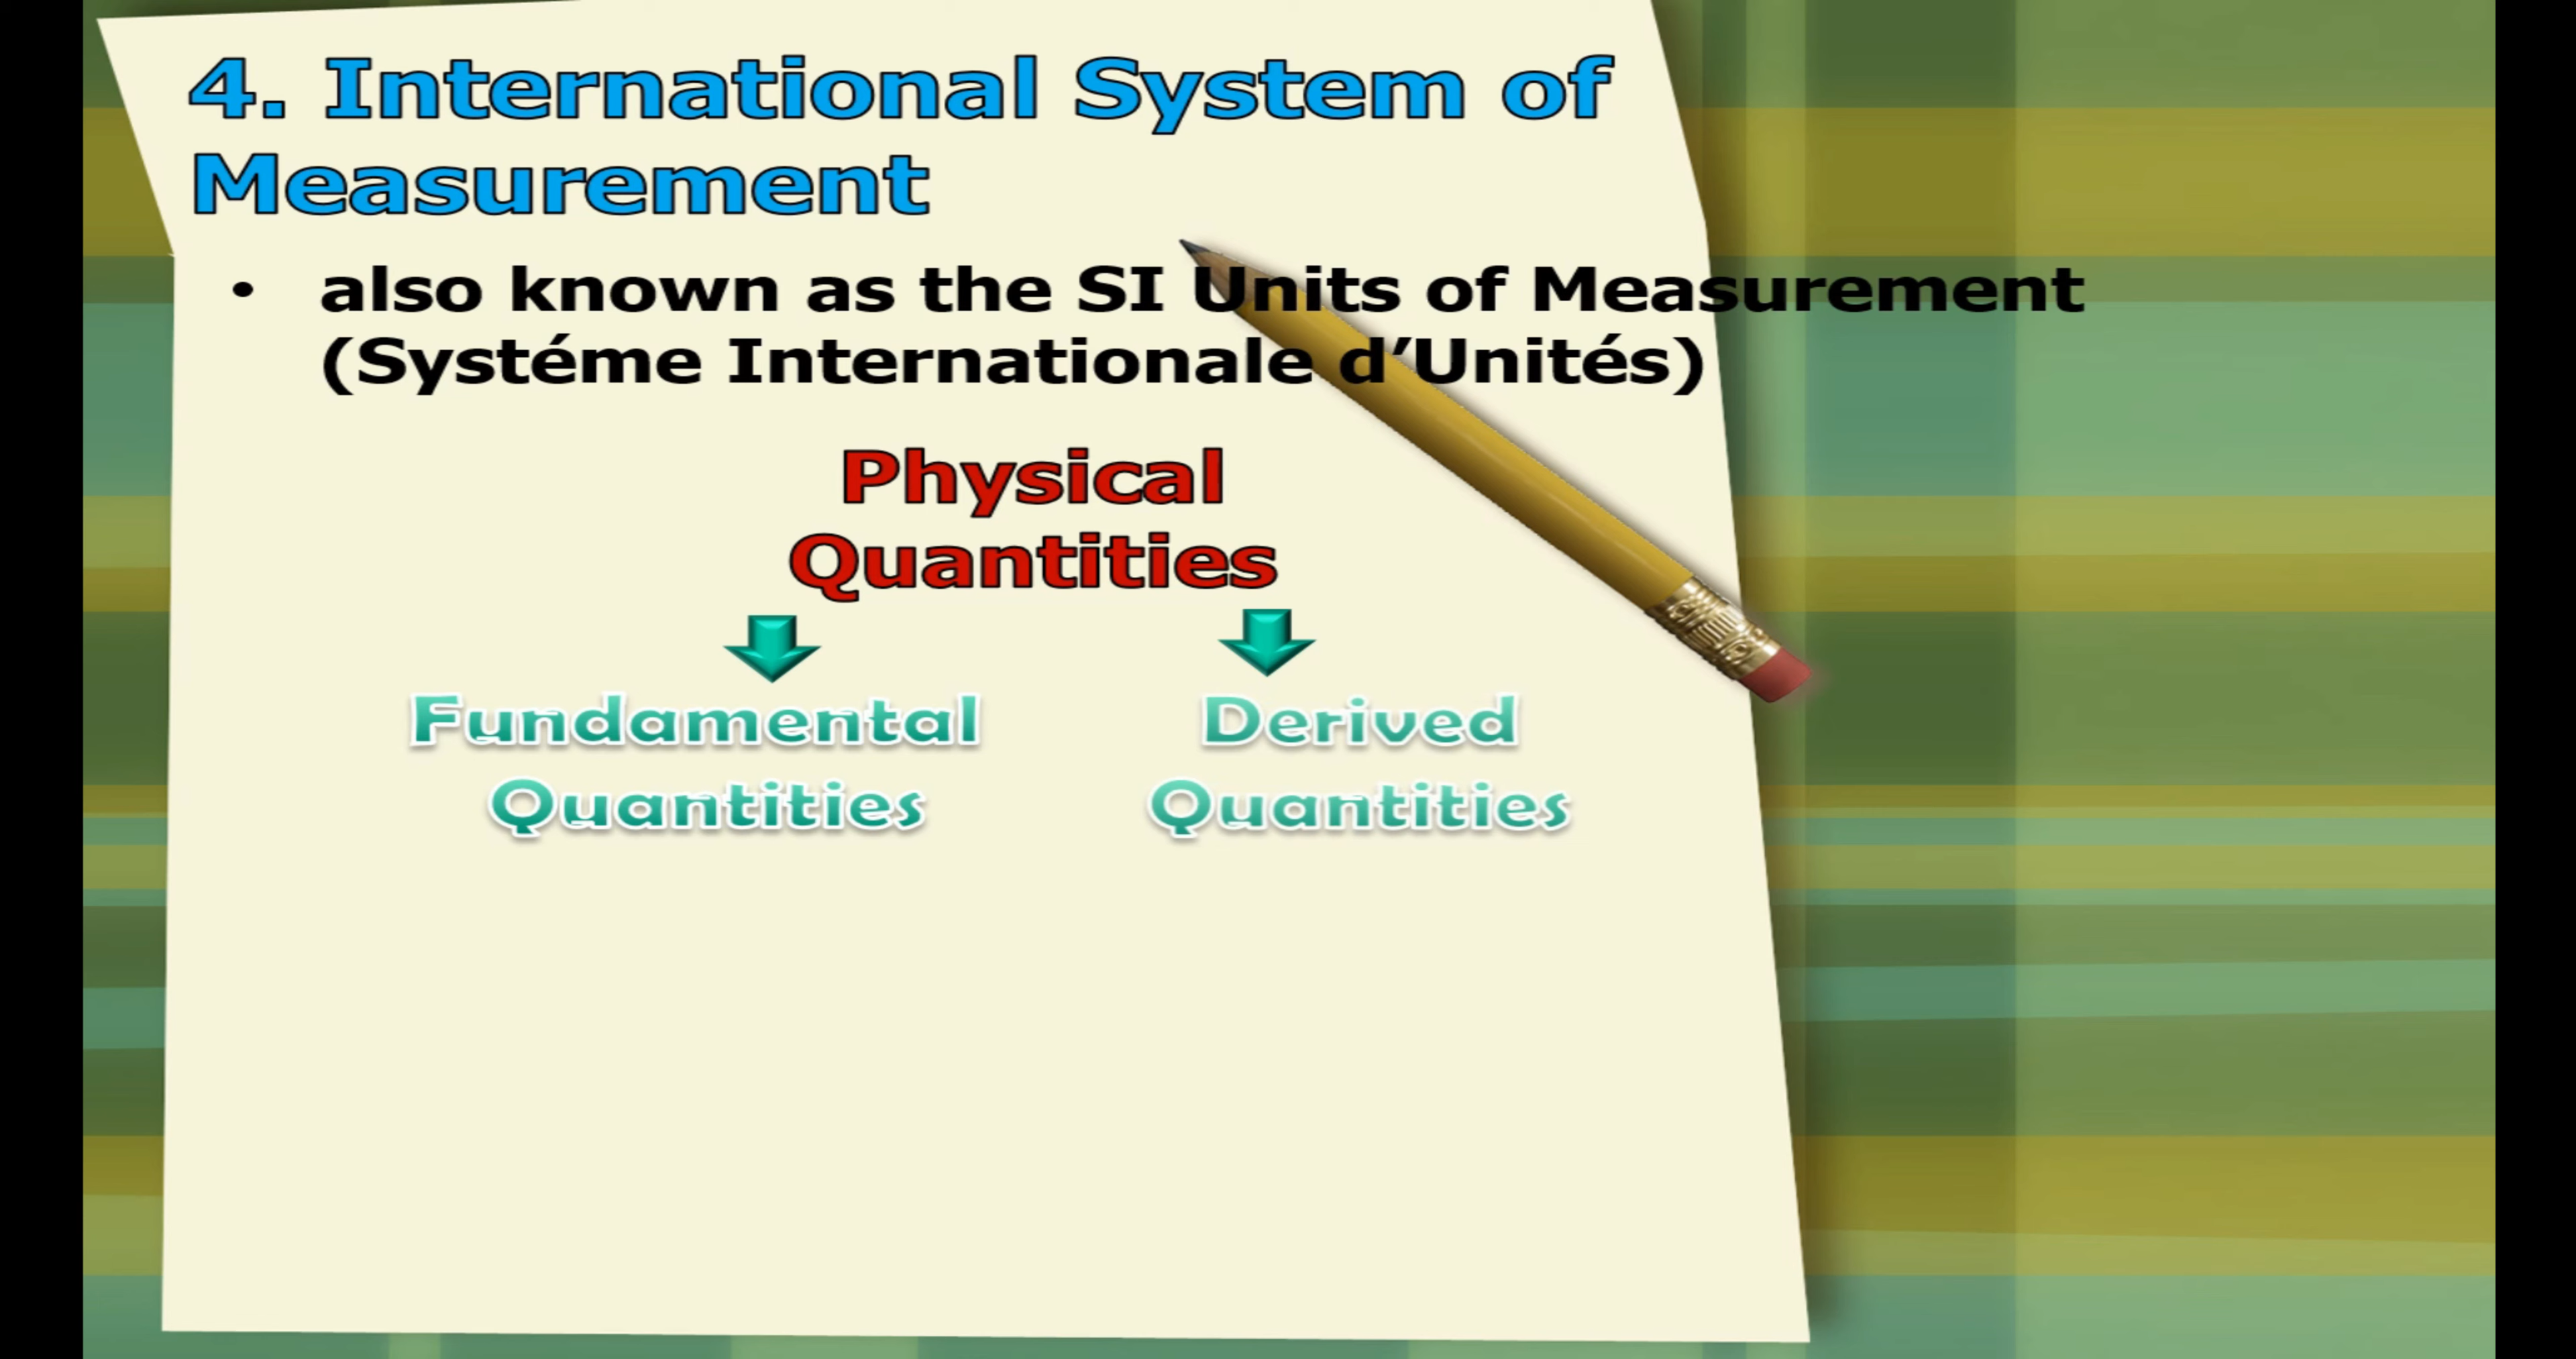 4. International System of
Measurement
• also known as the SI Units of Measurement
(Systéme Internationale d’Unités)
Physical
Quantities
Fundamental
Quantities
Derived
Quantities